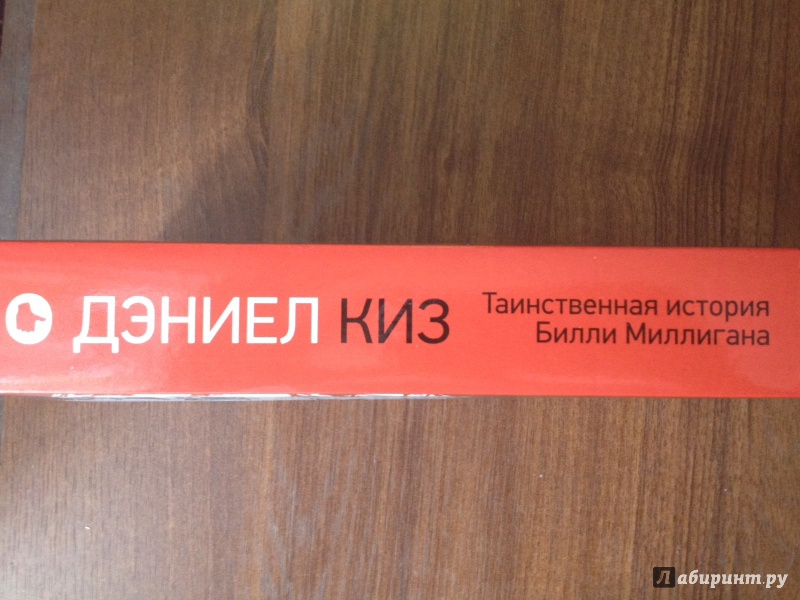 ДЭНИЕЛ КИЗ
Таинственная история
Билли Миллигана
Лабиринт.ру